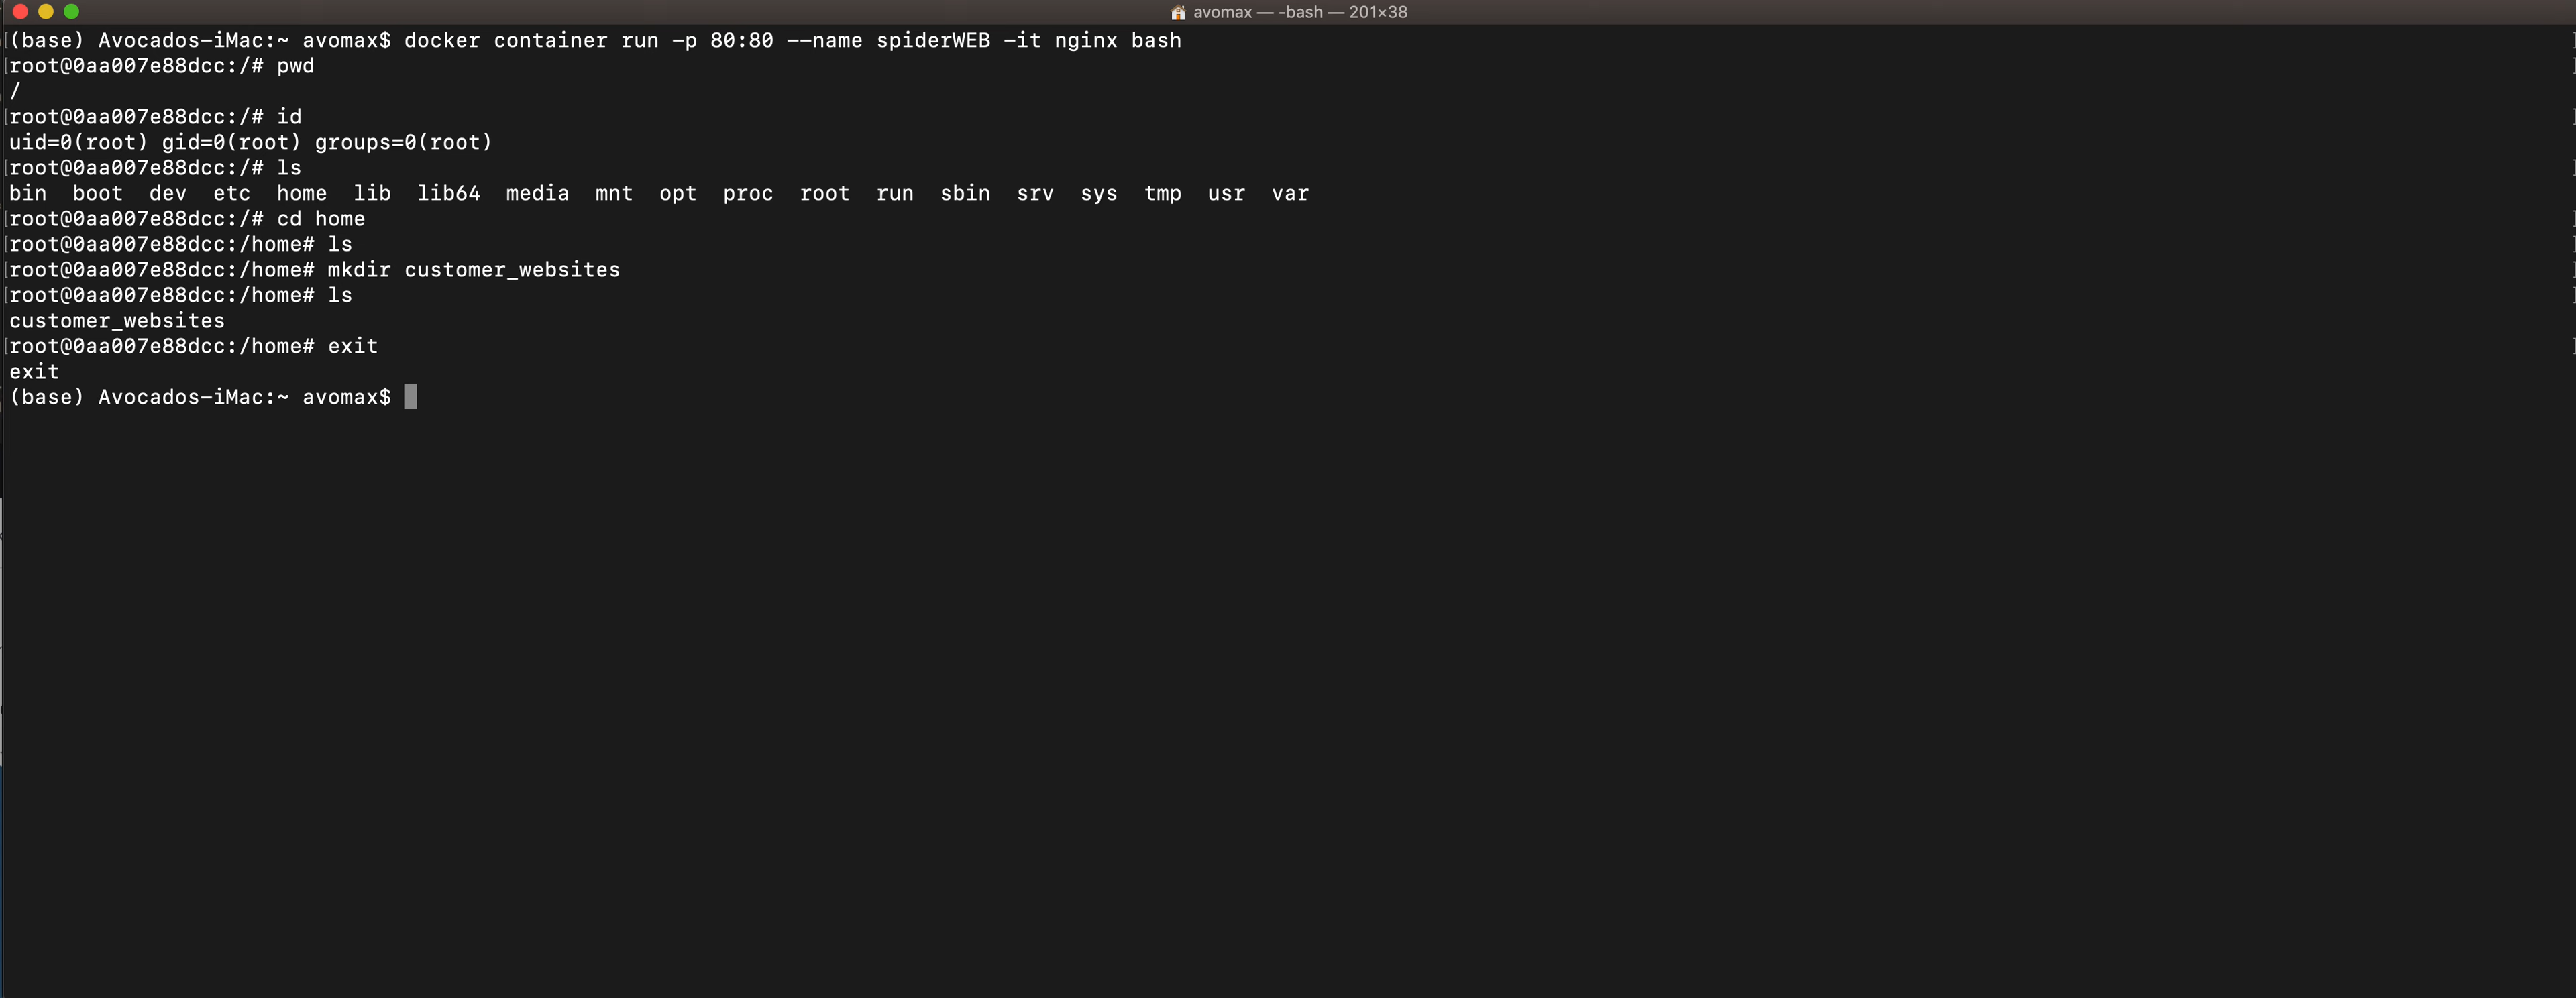 avomax — -bash — 201×38
(base) Avocados-iMac:~ avomax$ docker container run -p 80:80 --name spiderWEB -it nginx bash
[root@0aa007e88dcc:/# pwd
/
[root@0aa007e88dcc:/# id
uid=0(root) gid=0(root) groups=0(root)
[root@0aa007e88dcc:/# ls
bin  boot  dev  etc  home  lib  lib64  media  mnt  opt  proc  root  run  sbin  srv  sys  tmp  usr  var
[root@0aa007e88dcc:/# cd home
[root@0aa007e88dcc:/home# ls
[root@0aa007e88dcc:/home# mkdir customer_websites
[root@0aa007e88dcc:/home# ls
customer_websites
[root@0aa007e88dcc:/home# exit
exit
(base) Avocados-iMac:~ avomax$